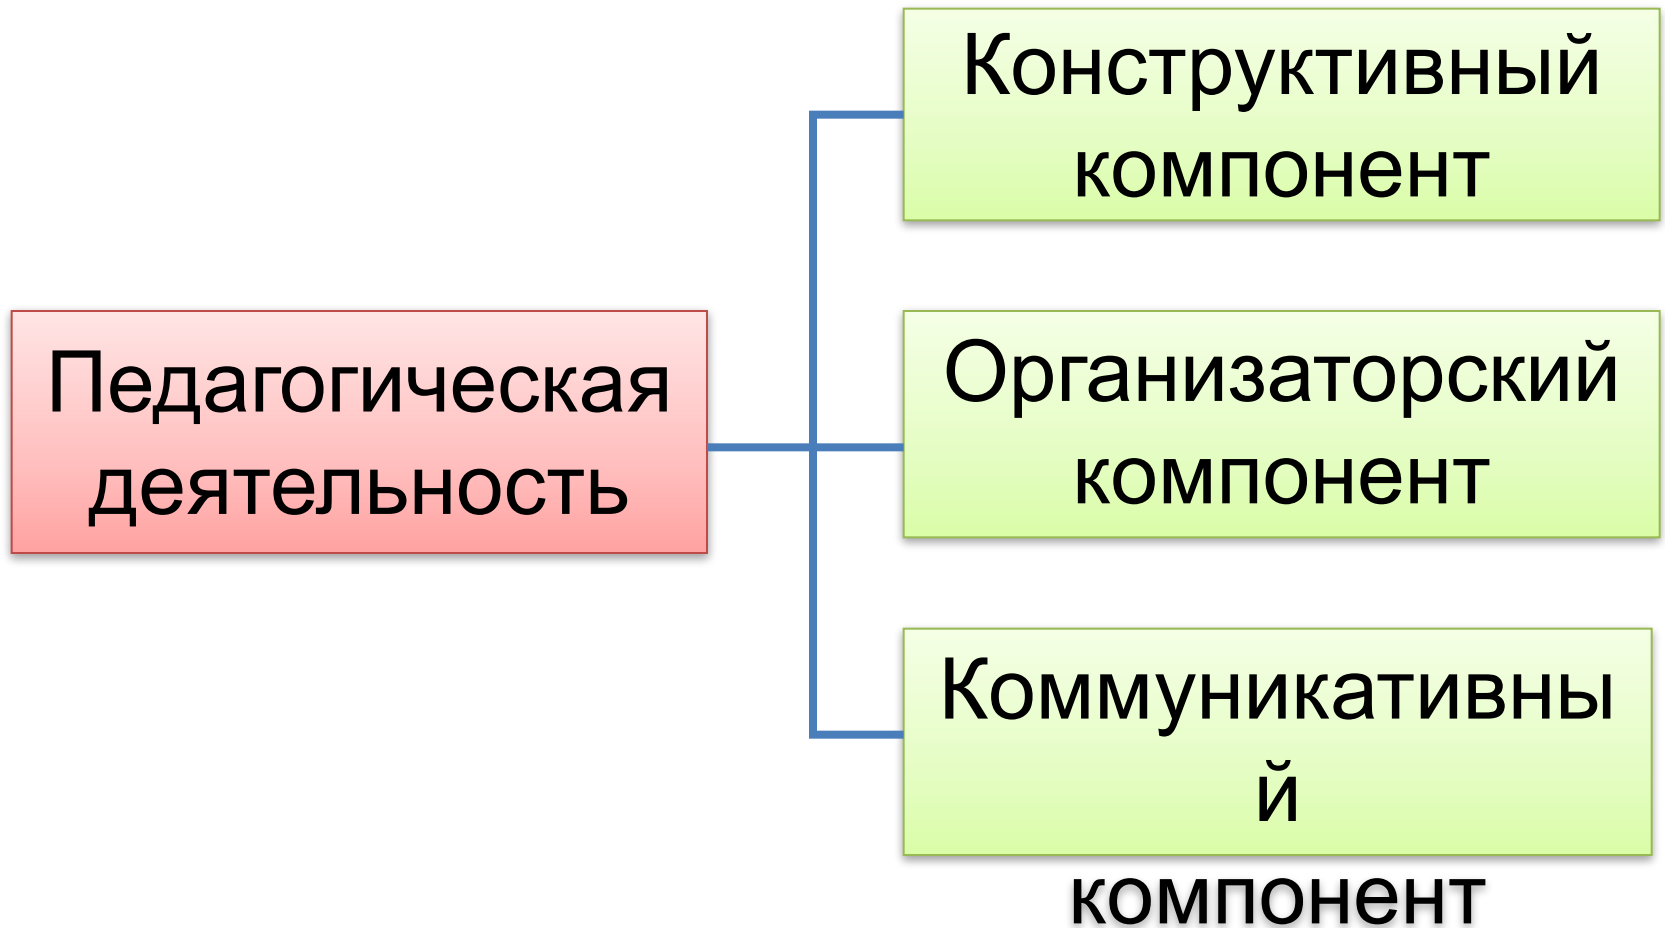 Педагогическая
деятельность
Конструктивный
компонент
Организаторский
компонент
Коммуникативны
й
компонент